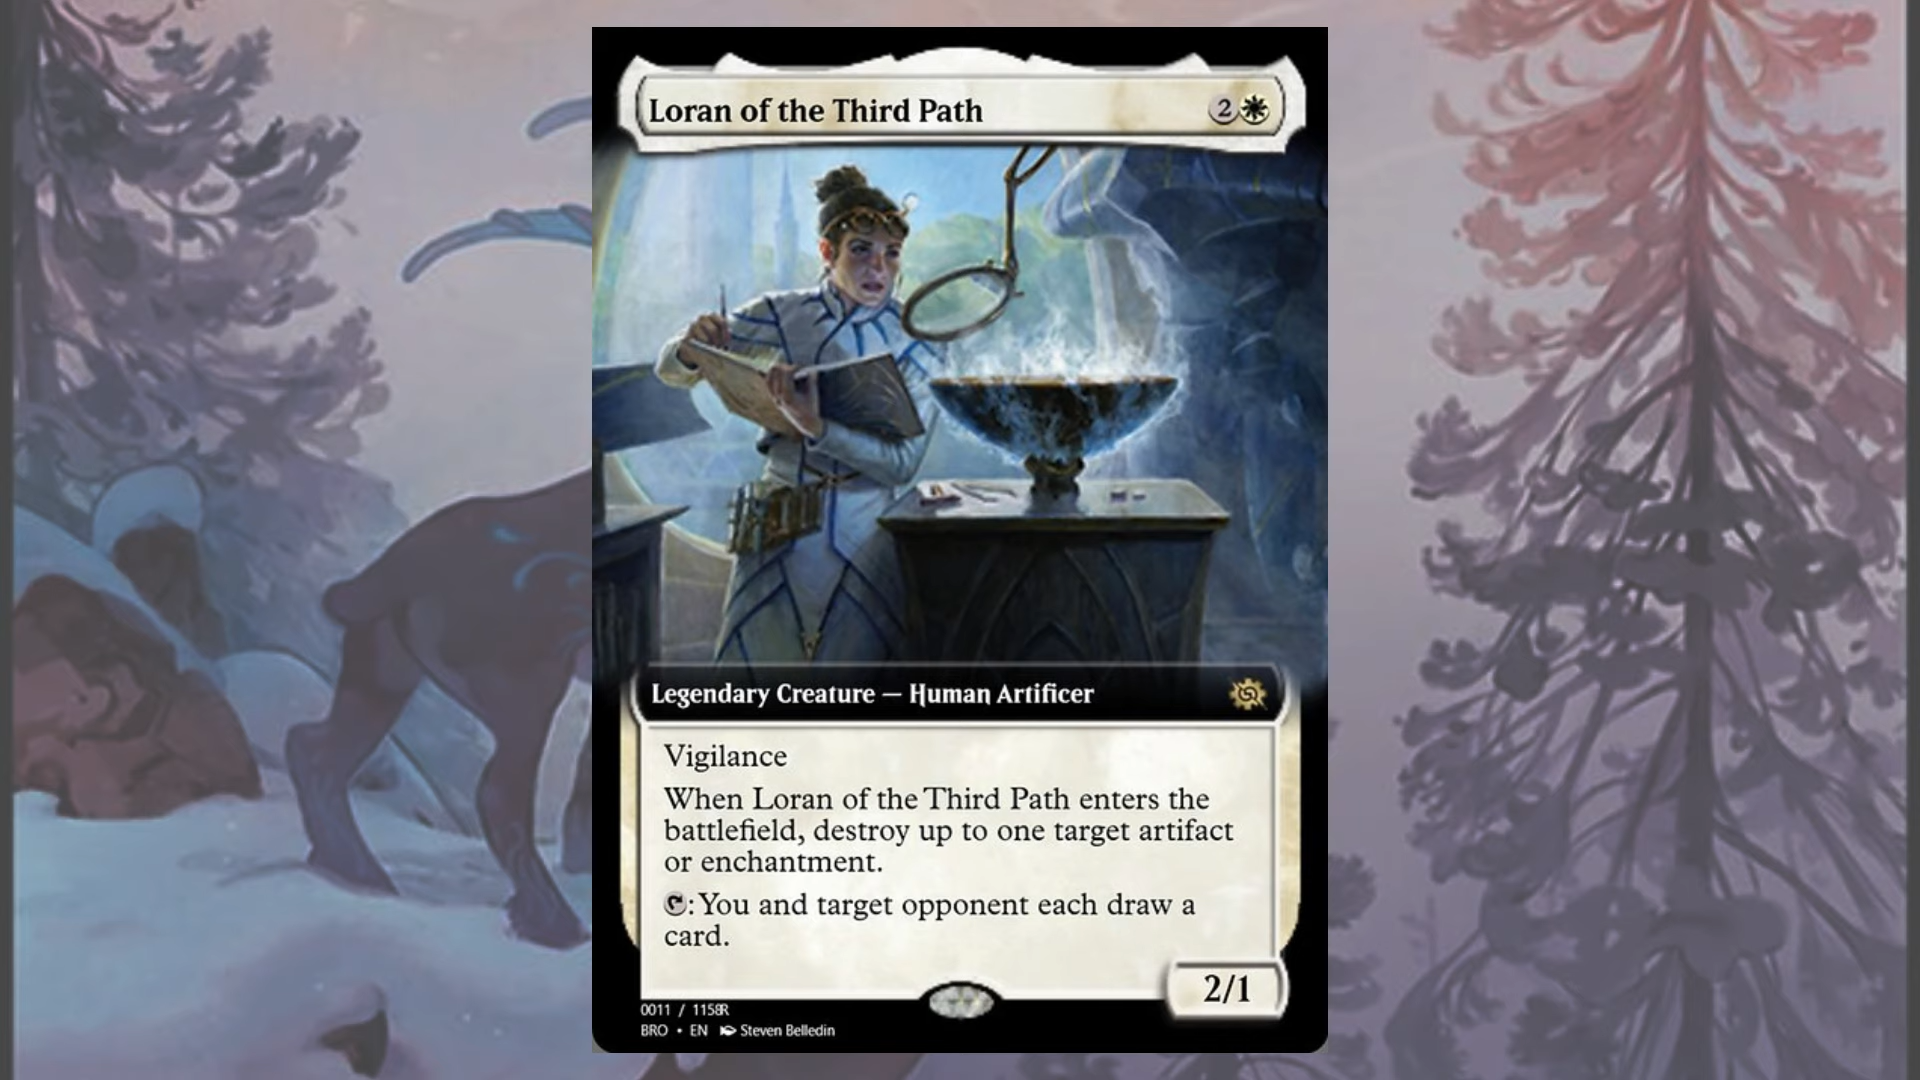 Loran of the Third Path 2
Legendary Creature — Human Artificer
Vigilance
When Loran of the Third Path enters the
battlefield, destroy up to one target artifact
or enchantment.
: You and target opponent each draw a
card.
2/1
0011 / 1158R
BRO • EN Steven Belledin